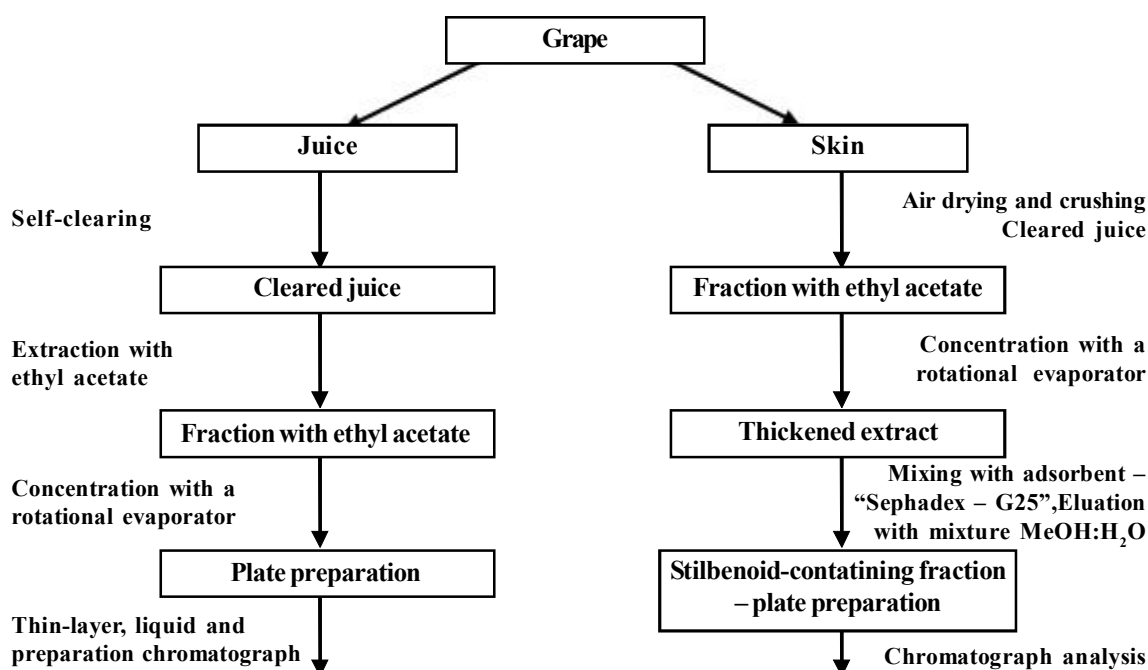 Grape
Juice
Skin
Self-clearing
Air drying and crushing
Cleared juice
Cleared juice
Fraction with ethyl acetate
Extraction with
ethyl acetate
Concentration with a
rotational evaporator
Fraction with ethyl acetate
Thickened extract
Concentration with a
rotational evaporator
Mixing with adsorbent –
“Sephadex – G25”,Eluation
with mixture MeOH:H₂O
Plate preparation
Stilbenoid-contatining fraction
– plate preparation
Thin-layer, liquid and
preparation chromatograph
Chromatograph analysis